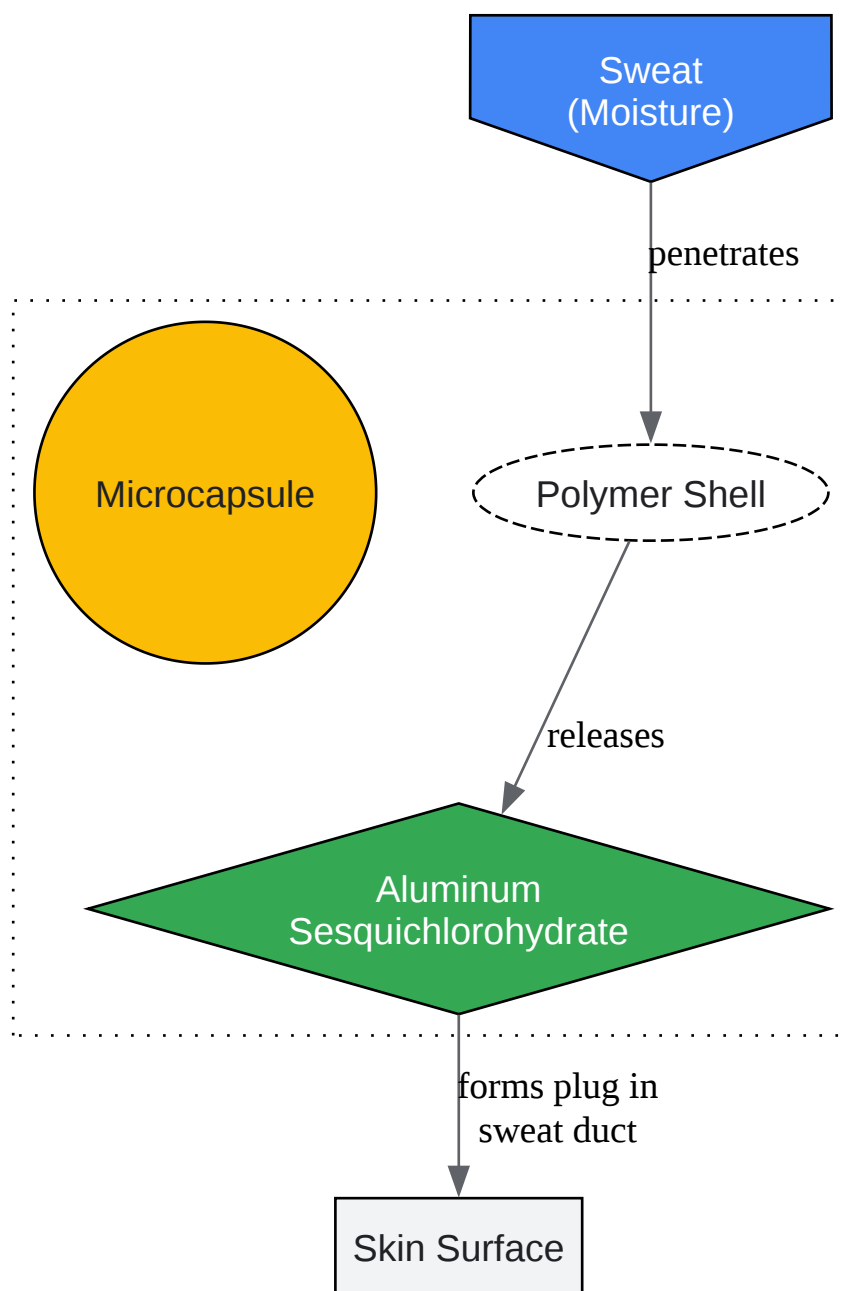 Sweat
(Moisture)
penetrates
Microcapsule
Polymer Shell
releases
Aluminum
Sesquichlorohydrate
forms plug in
sweat duct
Skin Surface